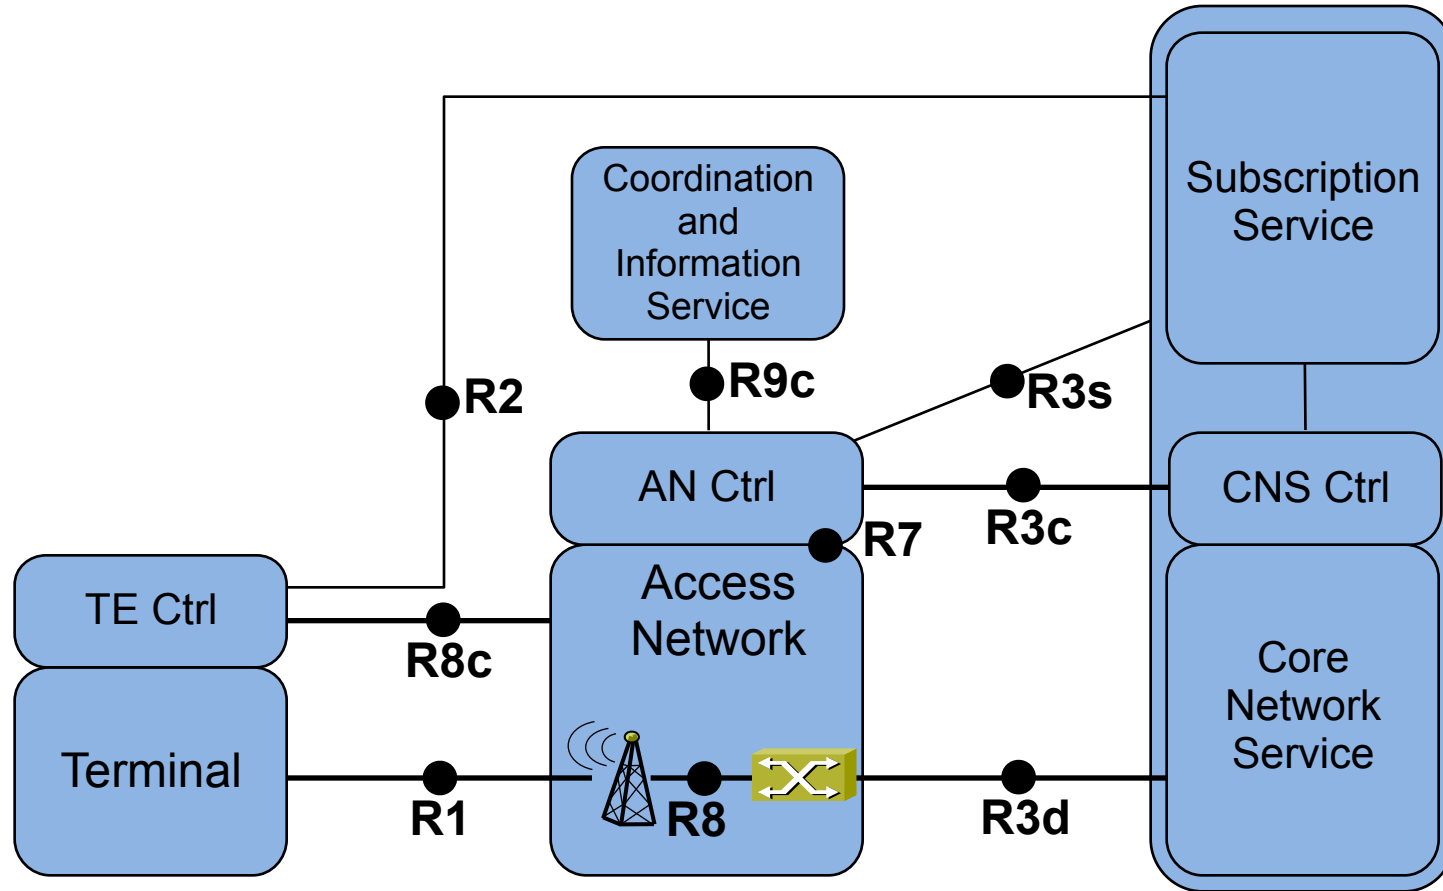 Subscription
Service
Coordination
and
Information
Service
R2
R9c
R3s
AN Ctrl
CNS Ctrl
R7
R3c
TE Ctrl
Access
Network
R8c
Core
Network
Service
Terminal
R1
R8
R3d